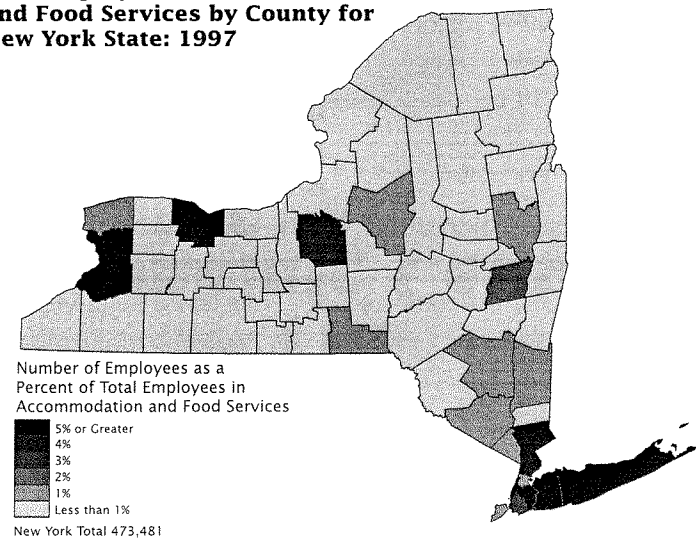 nd Food Services by County for
ew York State: 1997
Number of Employees as a
Percent of Total Employees in
Accommodation and Food Services
5% or Greater
4%
3%
2%
1%
Less than 1%
New York Total 473,481